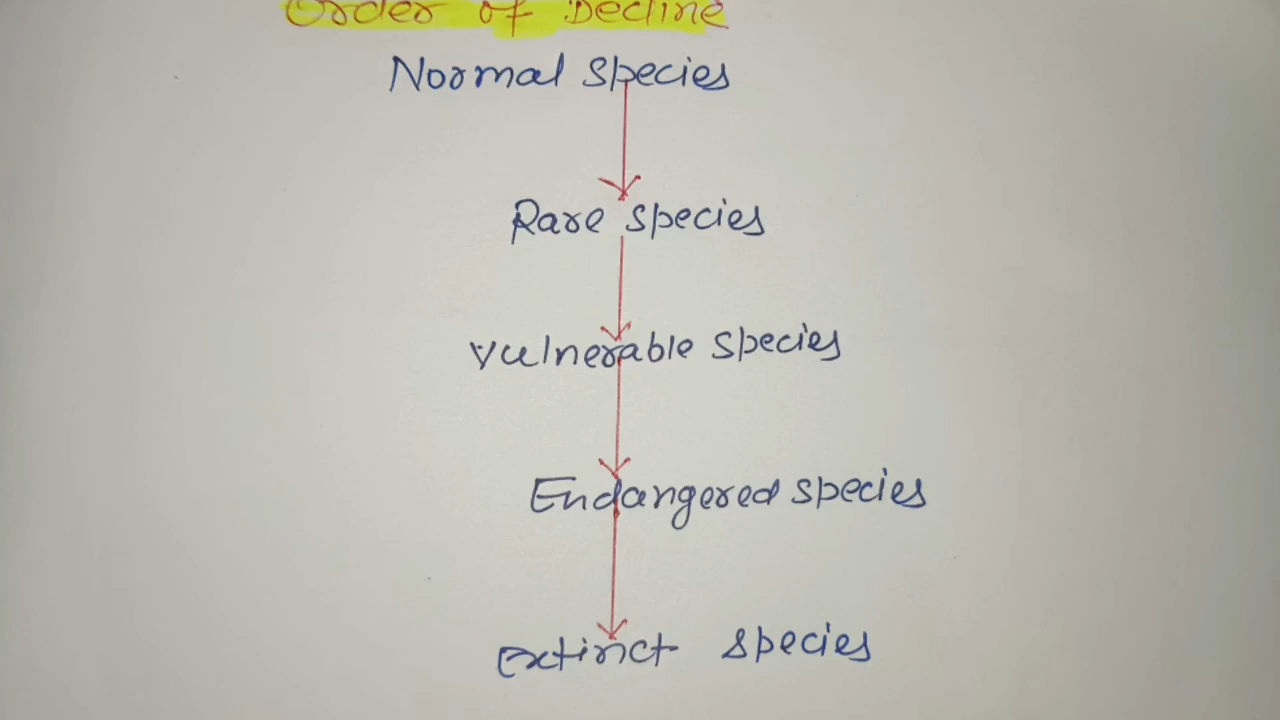 Order of Decline
Normal species
Rare species
Vulnerable species
Endangered species
extinct species